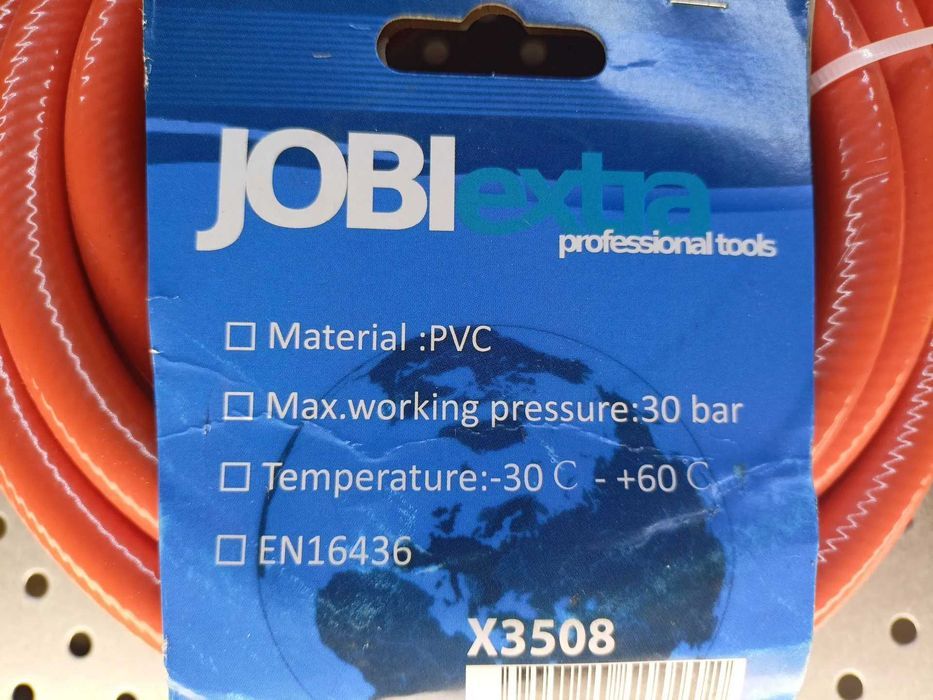 JOBIextra
professional tools
Material :PVC
Max.working pressure:30 bar
Temperature:-30 C - +60 C
EN16436
X3508